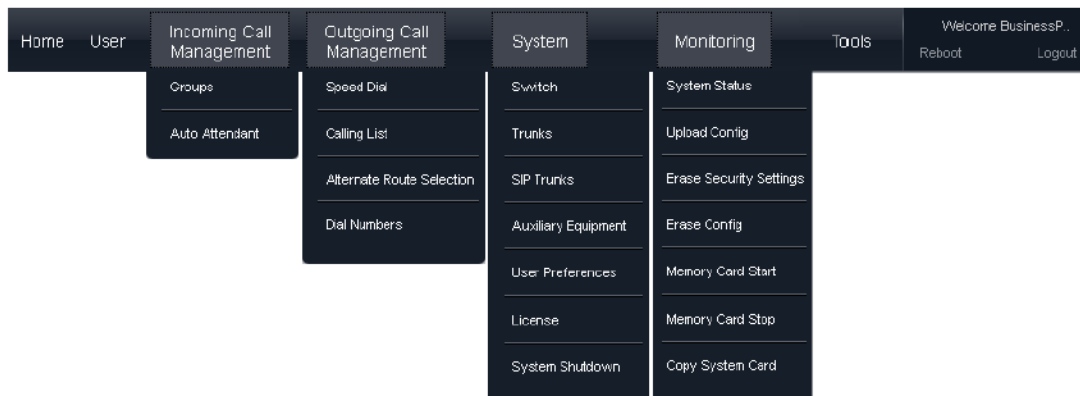 Home
User
Incoming Call
Management
Outgoing Call
Management
System
Monitoring
Tools
Welcome BusinessP..
Reboot
Logout
Groups
Auto Attendant
Speed Dial
Calling List
Alternate Route Selection
Dial Numbers
Switch
Trunks
SIP Trunks
Auxiliary Equipment
User Preferences
License
System Shutdown
System Status
Upload Config
Erase Security Settings
Erase Config
Memory Card Start
Memory Card Stop
Copy System Card